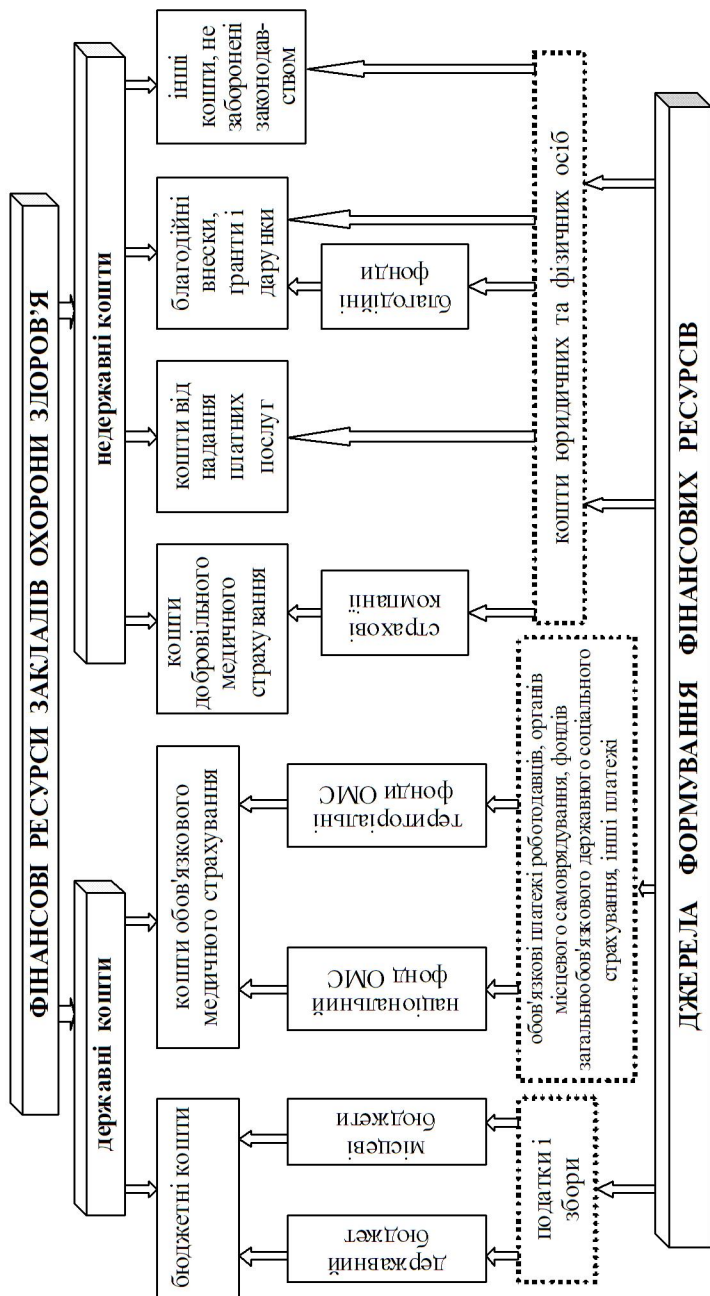 ФІНАНСОВІ РЕСУРСИ ЗАКЛАДІВ ОХОРОНИ ЗДОРОВ’Я
державні кошти
недержавні кошти
бюджетні кошти
кошти обов'язкового
медичного страхування
кошти
добровільного
медичного
страхування
кошти від
надання
платних
послуг
благодійні
внески,
гранти і
дарунки
інші
кошти, не
заборонені
законодав-
ством
державний
бюджет
місцеві
бюджети
національний
фонд ОМС
територіальні
фонди ОМС
страхові
компанії
благодійні
фонди
податки і
збори
обов'язкові платежі роботодавців, органів
місцевого самоврядування, фондів
загальнообов'язкового державного соціального
страхування, інші платежі
кошти юридичних та фізичних осіб
ДЖЕРЕЛА ФОРМУВАННЯ ФІНАНСОВИХ РЕСУРСІВ